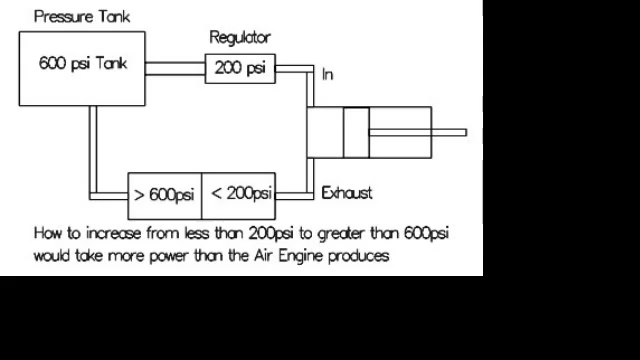 Pressure Tank
Regulator
600 psi Tank
200 psi
In
> 600psi
< 200psi
Exhaust
How to increase from less than 200psi to greater than 600psi
would take more power than the Air Engine produces